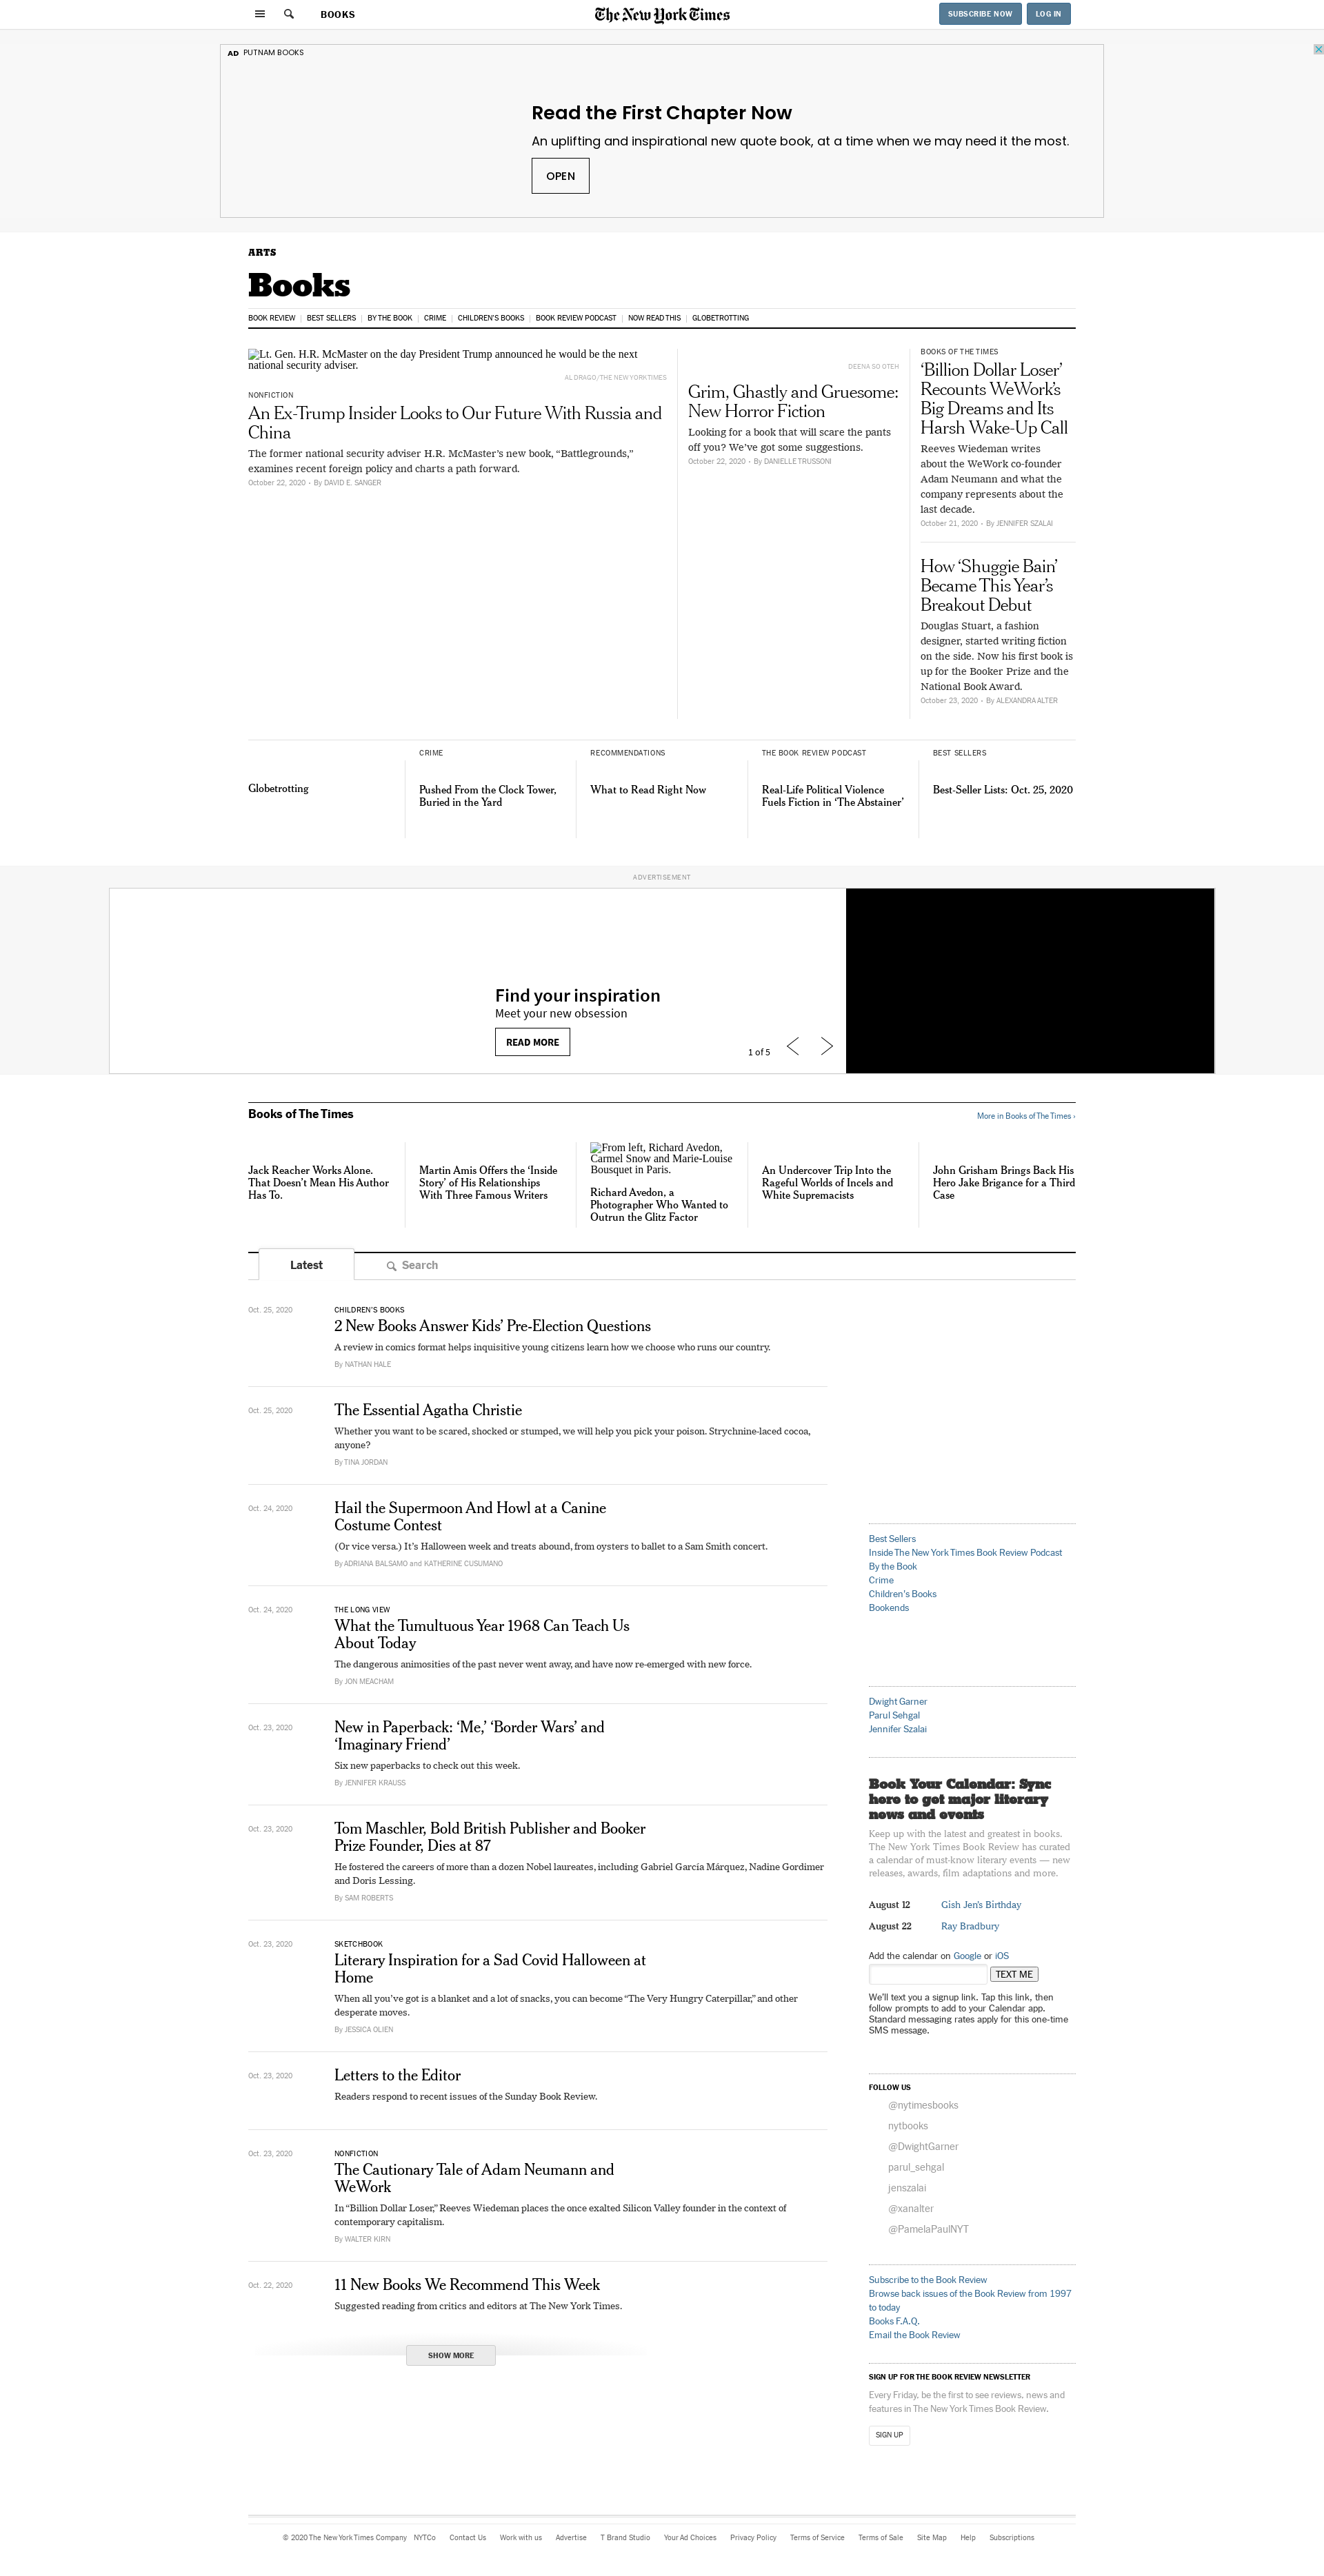 BOOKS
The New York Times
SUBSCRIBE NOW
LOG IN
AD PUTNAM BOOKS
Read the First Chapter Now
An uplifting and inspirational new quote book, at a time when we may need it the most.
OPEN
ARTS
Books
BOOK REVIEW | BEST SELLERS | BY THE BOOK | CRIME | CHILDREN'S BOOKS | BOOK REVIEW PODCAST | NOW READ THIS | GLOBETROTTING
Lt. Gen. H.R. McMaster on the day President Trump announced he would be the next
national security adviser.
AL DRAGO/THE NEW YORK TIMES
NONFICTION
An Ex-Trump Insider Looks to Our Future With Russia and
China
The former national security adviser H.R. McMaster's new book, “Battlegrounds,”
examines recent foreign policy and charts a path forward.
October 22, 2020 • By DAVID E. SANGER
DEENA SO OTEH
Grim, Ghastly and Gruesome:
New Horror Fiction
Looking for a book that will scare the pants
off you? We've got some suggestions.
October 22, 2020 • By DANIELLE TRUSSONI
BOOKS OF THE TIMES
‘Billion Dollar Loser’
Recounts WeWork’s
Big Dreams and Its
Harsh Wake-Up Call
Reeves Wiedeman writes
about the WeWork co-founder
Adam Neumann and what the
company represents about the
last decade.
October 21, 2020 • By JENNIFER SZALAI
How ‘Shuggie Bain’
Became This Year’s
Breakout Debut
Douglas Stuart, a fashion
designer, started writing fiction
on the side. Now his first book is
up for the Booker Prize and the
National Book Award.
October 23, 2020 • By ALEXANDRA ALTER
Globetrotting
CRIME
Pushed From the Clock Tower,
Buried in the Yard
RECOMMENDATIONS
What to Read Right Now
THE BOOK REVIEW PODCAST
Real-Life Political Violence
Fuels Fiction in ‘The Abstainer’
BEST SELLERS
Best-Seller Lists: Oct. 25, 2020
ADVERTISEMENT
Find your inspiration
Meet your new obsession
READ MORE
1 of 5
Books of The Times
More in Books of The Times ›
Jack Reacher Works Alone.
That Doesn’t Mean His Author
Has To.
Martin Amis Offers the ‘Inside
Story’ of His Relationships
With Three Famous Writers
From left, Richard Avedon,
Carmel Snow and Marie-Louise
Bousquet in Paris.
Richard Avedon, a
Photographer Who Wanted to
Outrun the Glitz Factor
An Undercover Trip Into the
Rageful Worlds of Incels and
White Supremacists
John Grisham Brings Back His
Hero Jake Brigance for a Third
Case
Latest
Search
Oct. 25, 2020
CHILDREN’S BOOKS
2 New Books Answer Kids’ Pre-Election Questions
A review in comics format helps inquisitive young citizens learn how we choose who runs our country.
By NATHAN HALE
Oct. 25, 2020
The Essential Agatha Christie
Whether you want to be scared, shocked or stumped, we will help you pick your poison. Strychnine-laced cocoa,
anyone?
By TINA JORDAN
Oct. 24, 2020
Hail the Supermoon And Howl at a Canine
Costume Contest
(Or vice versa.) It’s Halloween week and treats abound, from oysters to ballet to a Sam Smith concert.
By ADRIANA BALSAMO and KATHERINE CUSUMANO
Oct. 24, 2020
THE LONG VIEW
What the Tumultuous Year 1968 Can Teach Us
About Today
The dangerous animosities of the past never went away, and have now re-emerged with new force.
By JON MEACHAM
Oct. 23, 2020
New in Paperback: ‘Me,’ ‘Border Wars’ and
‘Imaginary Friend’
Six new paperbacks to check out this week.
By JENNIFER KRAUSS
Oct. 23, 2020
Tom Maschler, Bold British Publisher and Booker
Prize Founder, Dies at 87
He fostered the careers of more than a dozen Nobel laureates, including Gabriel García Márquez, Nadine Gordimer
and Doris Lessing.
By SAM ROBERTS
Oct. 23, 2020
SKETCHBOOK
Literary Inspiration for a Sad Covid Halloween at
Home
When all you’ve got is a blanket and a lot of snacks, you can become “The Very Hungry Caterpillar,” and other
desperate moves.
By JESSICA OLIEN
Oct. 23, 2020
Letters to the Editor
Readers respond to recent issues of the Sunday Book Review.
Oct. 23, 2020
NONFICTION
The Cautionary Tale of Adam Neumann and
WeWork
In “Billion Dollar Loser,” Reeves Wiedeman places the once exalted Silicon Valley founder in the context of
contemporary capitalism.
By WALTER KIRN
Oct. 22, 2020
11 New Books We Recommend This Week
Suggested reading from critics and editors at The New York Times.
SHOW MORE
Best Sellers
Inside The New York Times Book Review Podcast
By the Book
Crime
Children's Books
Bookends
Dwight Garner
Parul Sehgal
Jennifer Szalai
Book Your Calendar: Sync
here to get major literary
news and events
Keep up with the latest and greatest in books.
The New York Times Book Review has curated
a calendar of must-know literary events — new
releases, awards, film adaptations and more.
August 12 Gish Jen's Birthday
August 22 Ray Bradbury
Add the calendar on Google or iOS
TEXT ME
We’ll text you a signup link. Tap this link, then
follow prompts to add to your Calendar app.
Standard messaging rates apply for this one-time
SMS message.
FOLLOW US
@nytimesbooks
nytbooks
@DwightGarner
parul_sehgal
jenszalai
@xanalter
@PamelaPaulNYT
Subscribe to the Book Review
Browse back issues of the Book Review from 1997
to today
Books F.A.Q.
Email the Book Review
SIGN UP FOR THE BOOK REVIEW NEWSLETTER
Every Friday, be the first to see reviews, news and
features in The New York Times Book Review.
SIGN UP
© 2020 The New York Times Company NYTCo Contact Us Work with us Advertise T Brand Studio Your Ad Choices Privacy Policy Terms of Service Terms of Sale Site Map Help Subscriptions